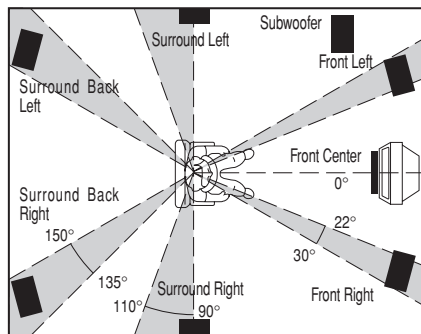 Subwoofer
Surround Left
Front Left
Surround Back
Left
Front Center
0°
Surround Back
Right
22°
150°
30°
135°
Surround Right
Front Right
110°
90°